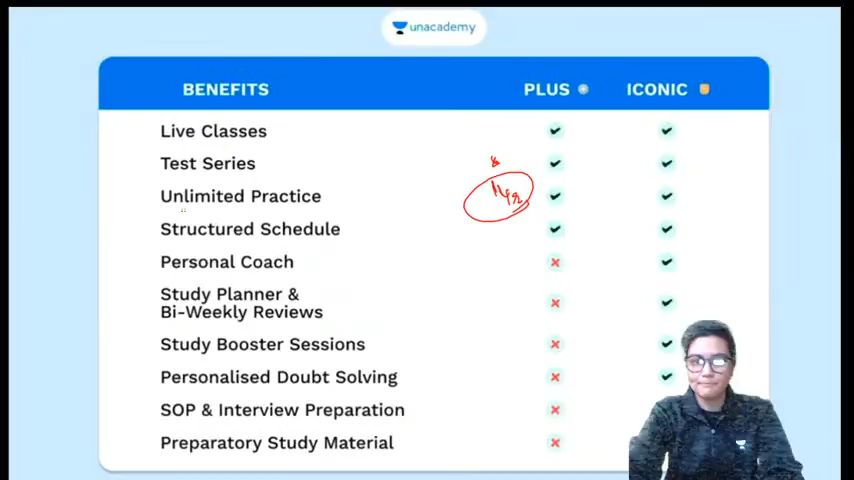 unacademy
BENEFITS PLUS ICONIC
Live Classes
Test Series
Unlimited Practice
Structured Schedule
Personal Coach
Study Planner &
Bi-Weekly Reviews
Study Booster Sessions
Personalised Doubt Solving
SOP & Interview Preparation
Preparatory Study Material